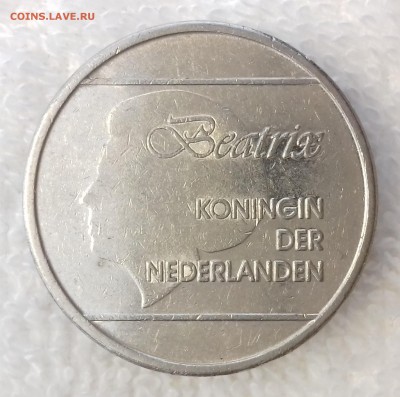 COINS.LAVE.RU
Beatrix
KONINGIN
DER
NEDERLANDEN